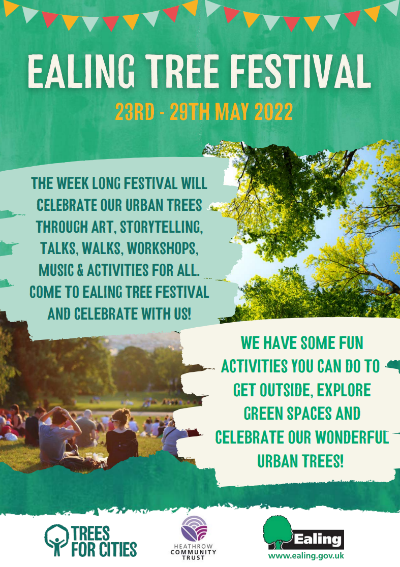 EALING TREE FESTIVAL
23RD - 29TH MAY 2022
THE WEEK LONG FESTIVAL WILL
CELEBRATE OUR URBAN TREES
THROUGH ART, STORYTELLING,
TALKS, WALKS, WORKSHOPS,
MUSIC & ACTIVITIES FOR ALL.
COME TO EALING TREE FESTIVAL
AND CELEBRATE WITH US!
WE HAVE SOME FUN
ACTIVITIES YOU CAN DO TO
GET OUTSIDE, EXPLORE
GREEN SPACES AND
CELEBRATE OUR WONDERFUL
URBAN TREES!
TREES
FOR CITIES
HEATHROW
COMMUNITY
TRUST
Ealing
www.ealing.gov.uk